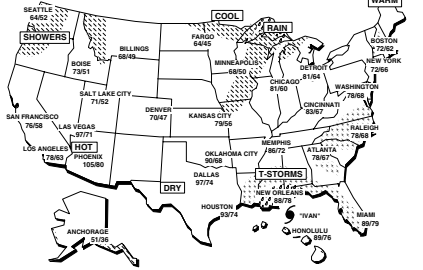 WARM
SEATTLE
64/52
COOL
SHOWERS
FARGO
64/45
RAIN
BOSTON
72/62
BILLINGS
68/49
BOISE
73/51
MINNEAPOLIS
68/50
DETROIT
81/64
NEW YORK
72/66
CHICAGO
81/60
SALT LAKE CITY
71/52
WASHINGTON
78/68
DENVER
70/47
CINCINNATI
83/67
SAN FRANCISCO
76/58
KANSAS CITY
79/56
LAS VEGAS
97/71
RALEIGH
78/68
LOS ANGELES
78/63
HOT
PHOENIX
105/80
OKLAHOMA CITY
90/68
MEMPHIS
86/72
ATLANTA
78/67
DALLAS
97/74
T-STORMS
DRY
NEW ORLEANS
88/78
HOUSTON
93/74
"IVAN"
MIAMI
89/79
ANCHORAGE
51/36
HONOLULU
89/76